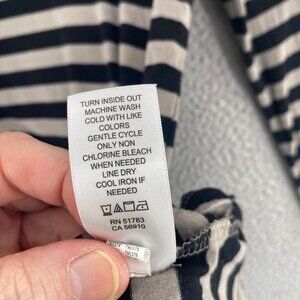 TURN INSIDE OUT
MACHINE WASH
COLD WITH LIKE
COLORS
GENTLE CYCLE
ONLY NON
CHLORINE BLEACH
WHEN NEEDED
LINE DRY
COOL IRON IF
NEEDED
RN 51783
CA 56910